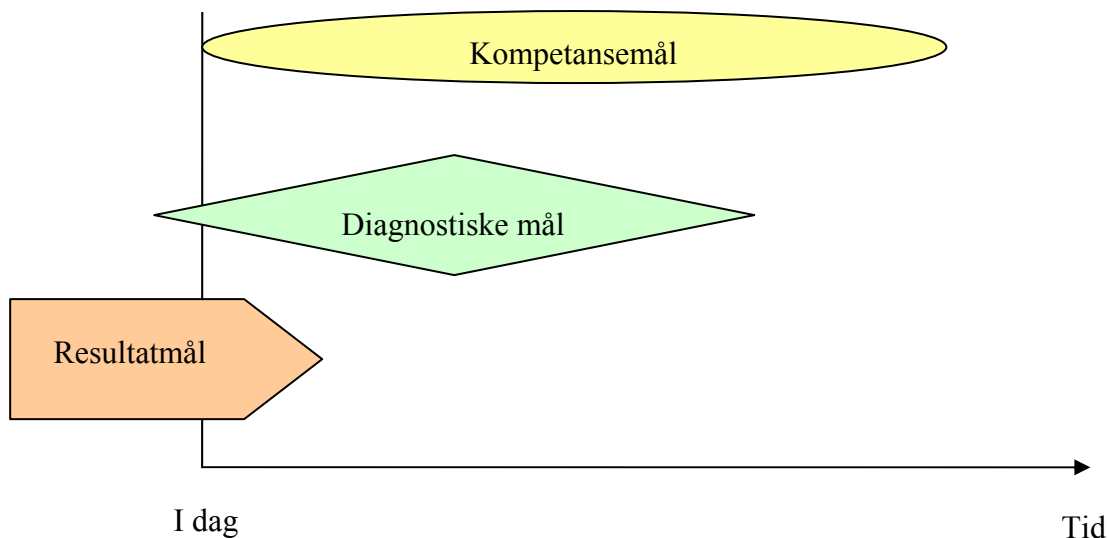 Kompetansemål
Diagnostiske mål
Resultatmål
I dag
Tid